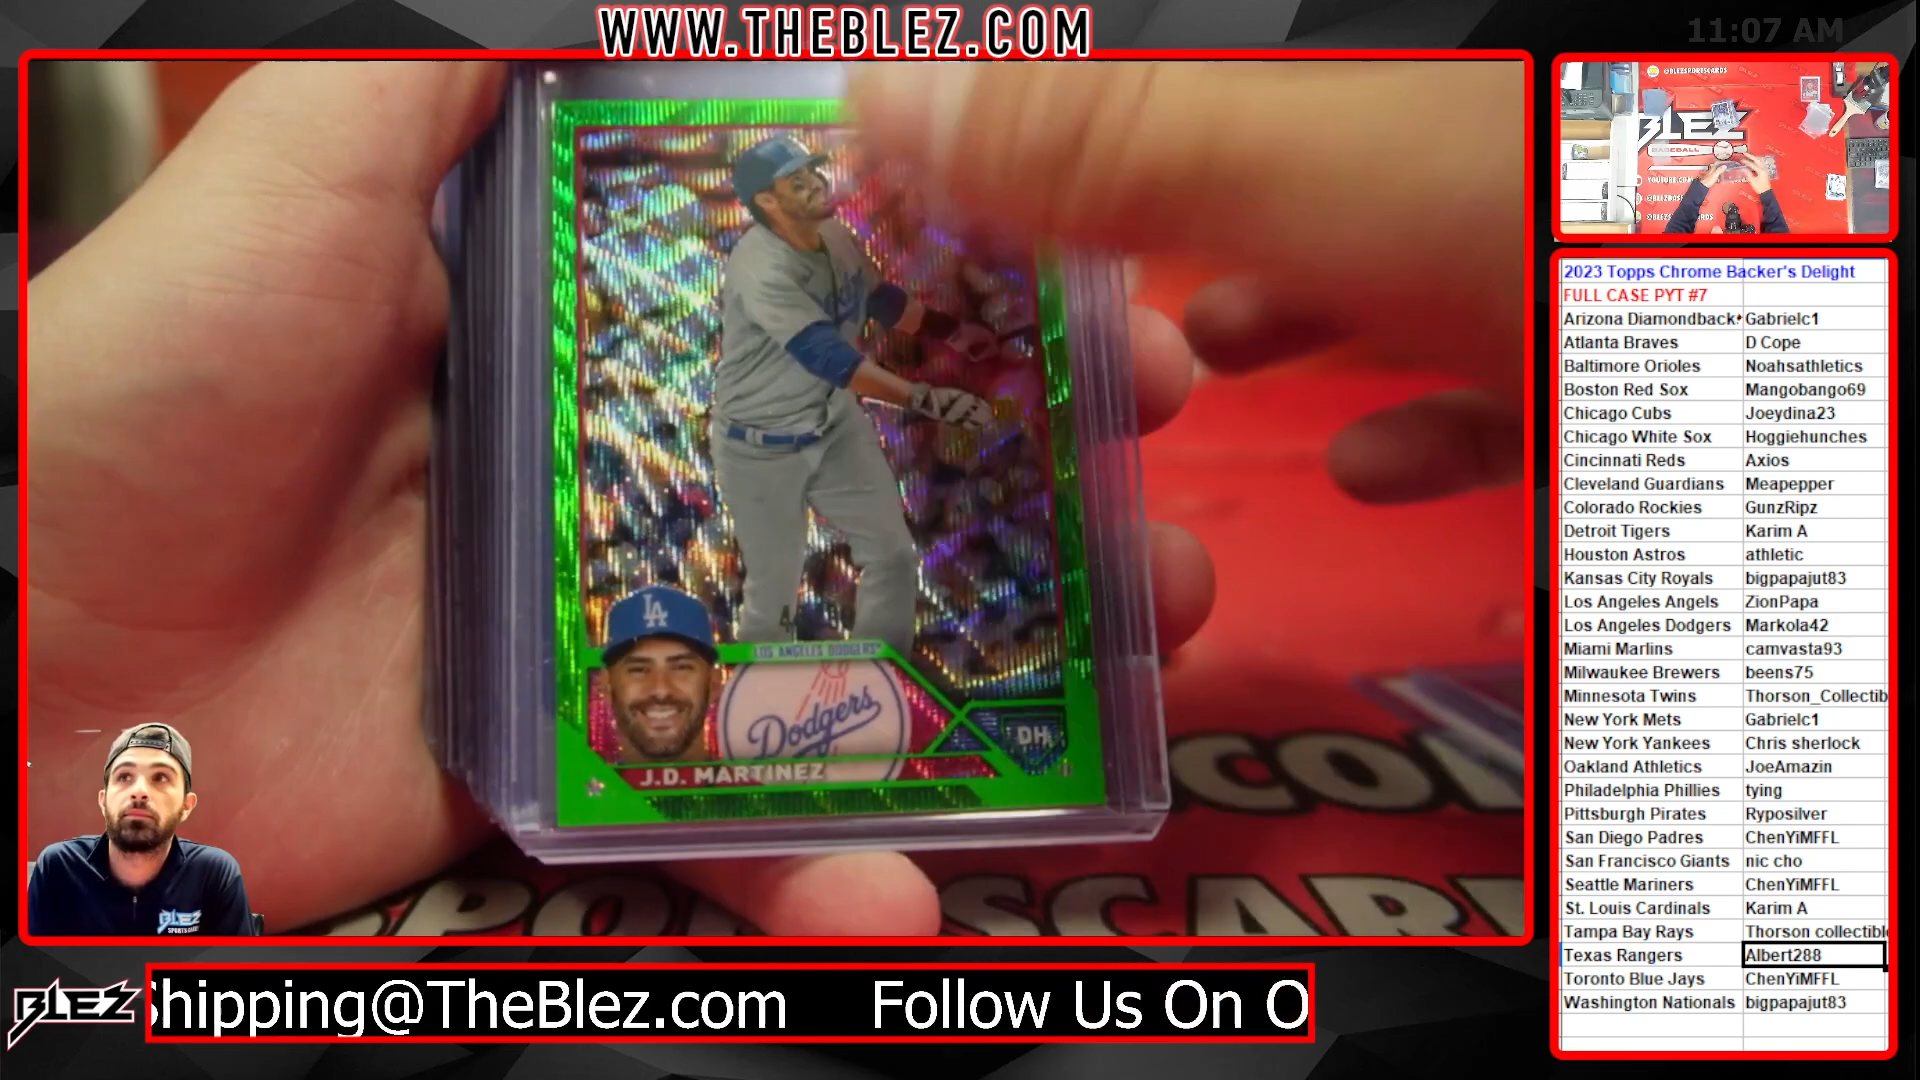 WWW.THEBLEZ.COM
11:07 AM
@BLEZSPORTSCARDS
BLEZ
BASEBALL
2023 Topps Chrome Backer's Delight
FULL CASE PYT #7
Arizona Diamondback Gabrielc1
Atlanta Braves D Cope
Baltimore Orioles Noahsathletics
Boston Red Sox Mangobango69
Chicago Cubs Joeydina23
Chicago White Sox Hoggiehunches
Cincinnati Reds Axios
Cleveland Guardians Meapepper
Colorado Rockies GunzRipz
Detroit Tigers Karim A
Houston Astros athletic
Kansas City Royals bigpapajut83
Los Angeles Angels ZionPapa
Los Angeles Dodgers Markola42
Miami Marlins camvasta93
Milwaukee Brewers beens75
Minnesota Twins Thorson_Collectib
New York Mets Gabrielc1
New York Yankees Chris sherlock
Oakland Athletics JoeAmazin
Philadelphia Phillies tying
Pittsburgh Pirates Ryposilver
San Diego Padres ChenYiMFFL
San Francisco Giants nic cho
Seattle Mariners ChenYiMFFL
St. Louis Cardinals Karim A
Tampa Bay Rays Thorson collectibl
Texas Rangers Albert288
Toronto Blue Jays ChenYiMFFL
Washington Nationals bigpapajut83
LA
LOS ANGELES DODGERS
Dodgers
DH
J.D. MARTINEZ
COM
SPORTSCARD
BLEZ
BLEZ
Shipping@TheBlez.com Follow Us On O